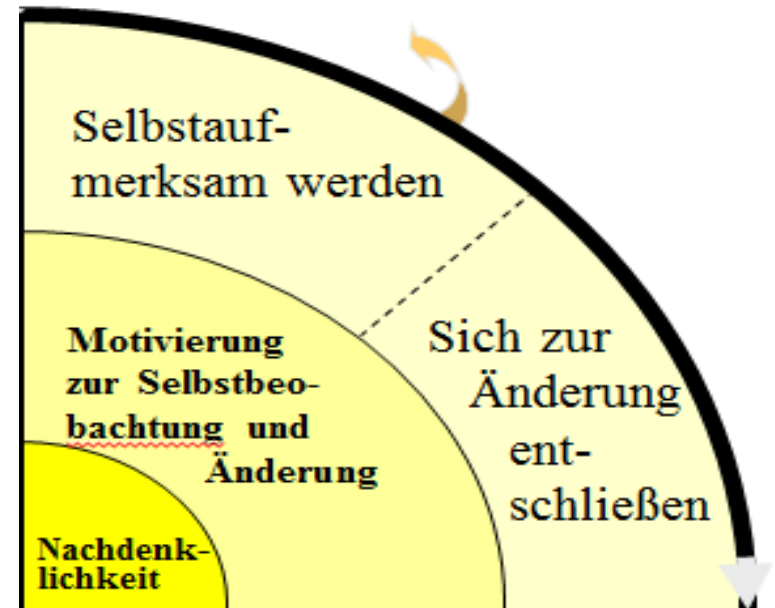 Selbstauf-
merksam werden
Sich zur
Änderung
ent-
schließen
Motivierung
zur Selbstbeo-
bachtung und
Änderung
Nachdenk-
lichkeit